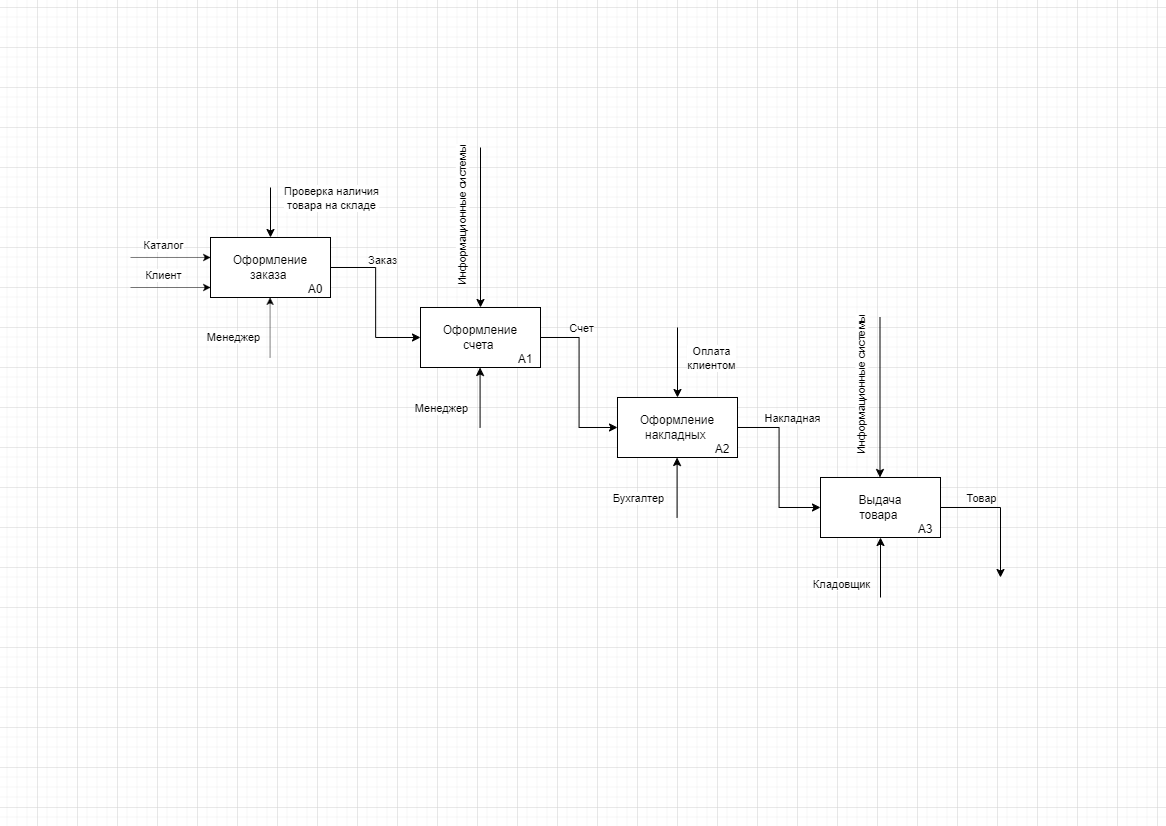 Информационные системы
Проверка наличия
товара на складе
Каталог
Клиент
Оформление
заказа
A0
Заказ
Менеджер
Оформление
счета
A1
Счет
Менеджер
Информационные системы
Оплата
клиентом
Оформление
накладных
A2
Накладная
Бухгалтер
Выдача
товара
A3
Товар
Кладовщик